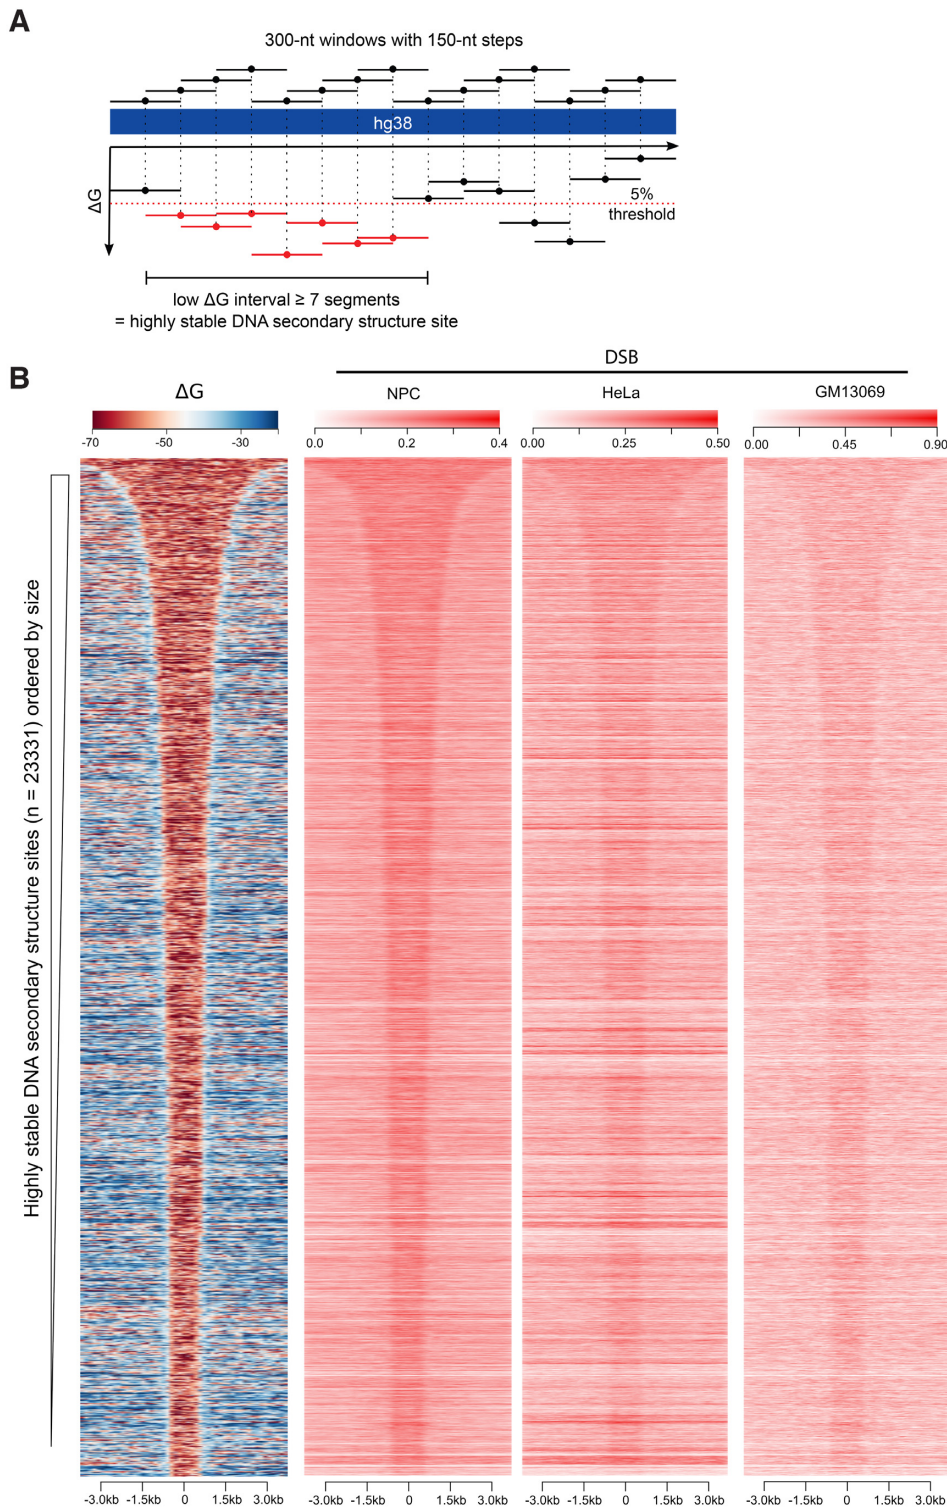 A
300-nt windows with 150-nt steps
hg38
ΔG
5%
threshold
low ΔG interval ≥ 7 segments
= highly stable DNA secondary structure site
B
DSB
ΔG
NPC
HeLa
GM13069
-70 -50 -30
0.0 0.2 0.4
0.00 0.25 0.50
0.00 0.45 0.90
Highly stable DNA secondary structure sites (n = 23331) ordered by size
-3.0kb -1.5kb 0 1.5kb 3.0kb
-3.0kb -1.5kb 0 1.5kb 3.0kb
-3.0kb -1.5kb 0 1.5kb 3.0kb
-3.0kb -1.5kb 0 1.5kb 3.0kb